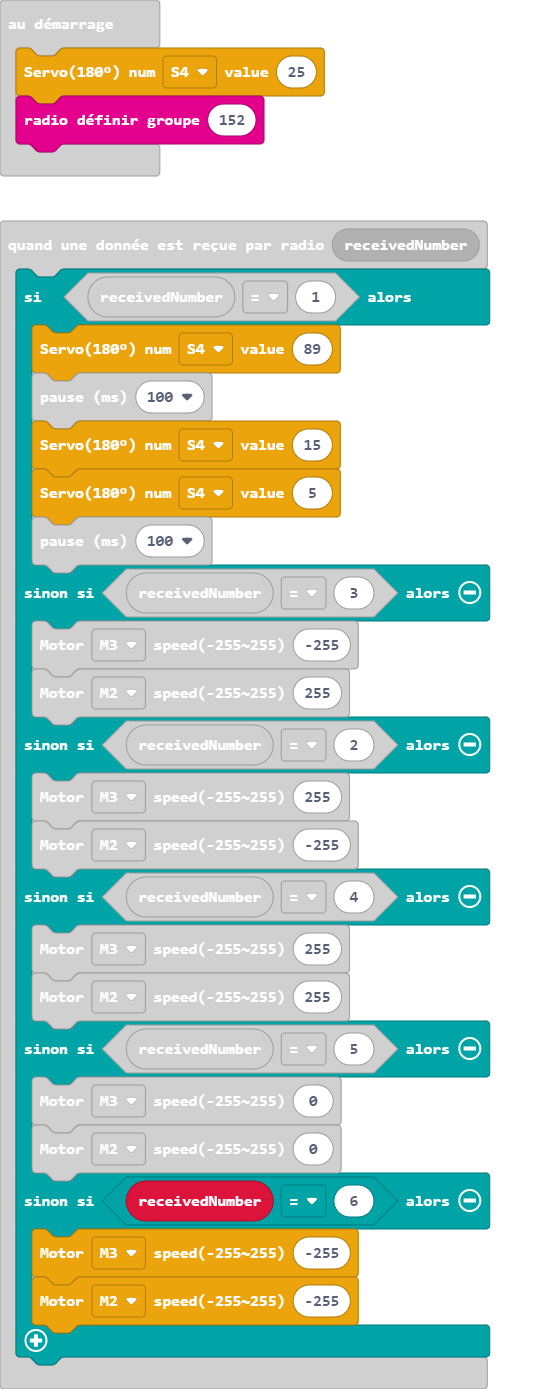 au démarrage
Servo(180°) num S4 value 25
radio définir groupe 152
quand une donnée est reçue par radio receivedNumber
si receivedNumber = 1 alors
Servo(180°) num S4 value 89
pause (ms) 100
Servo(180°) num S4 value 15
Servo(180°) num S4 value 5
pause (ms) 100
sinon si receivedNumber = 3 alors
Motor M3 speed(-255~255) -255
Motor M2 speed(-255~255) 255
sinon si receivedNumber = 2 alors
Motor M3 speed(-255~255) 255
Motor M2 speed(-255~255) -255
sinon si receivedNumber = 4 alors
Motor M3 speed(-255~255) 255
Motor M2 speed(-255~255) 255
sinon si receivedNumber = 5 alors
Motor M3 speed(-255~255) 0
Motor M2 speed(-255~255) 0
sinon si receivedNumber = 6 alors
Motor M3 speed(-255~255) -255
Motor M2 speed(-255~255) -255